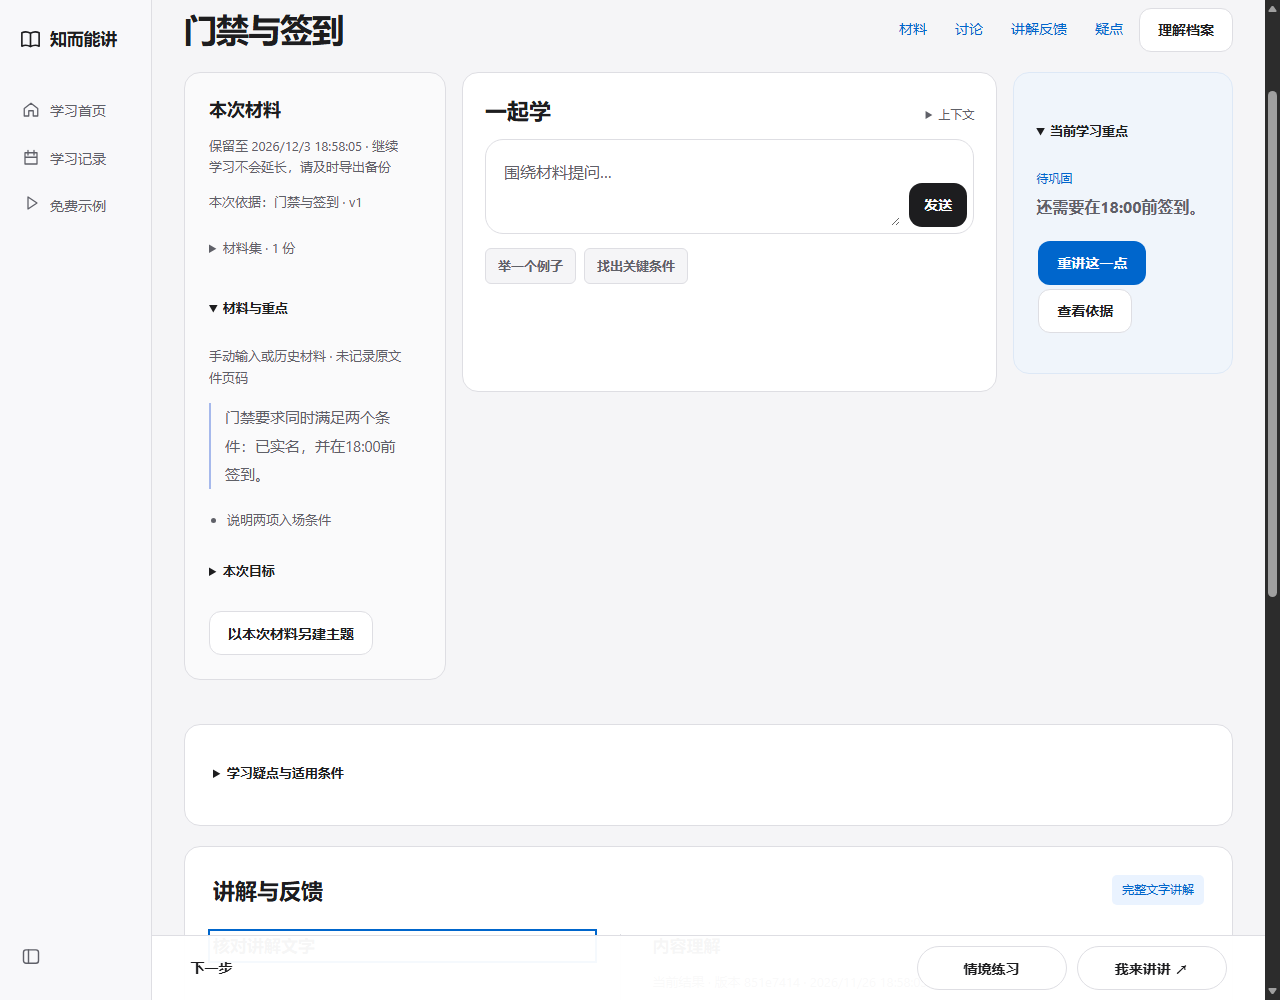 知而能讲
学习首页
学习记录
免费示例
门禁与签到
材料
讨论
讲解反馈
疑点
理解档案
本次材料
保留至 2026/12/3 18:58:05 · 继续
学习不会延长，请及时导出备份
本次依据：门禁与签到 · v1
材料集 · 1 份
材料与重点
手动输入或历史材料 · 未记录原文
件页码
门禁要求同时满足两个条
件：已实名，并在18:00前
签到。
说明两项入场条件
本次目标
以本次材料另建主题
一起学
上下文
围绕材料提问...
发送
举一个例子
找出关键条件
当前学习重点
待巩固
还需要在18:00前签到。
重讲这一点
查看依据
学习疑点与适用条件
讲解与反馈
完整文字讲解
核对讲解文字
内容理解
下一步
情境练习
我来讲讲 ↗